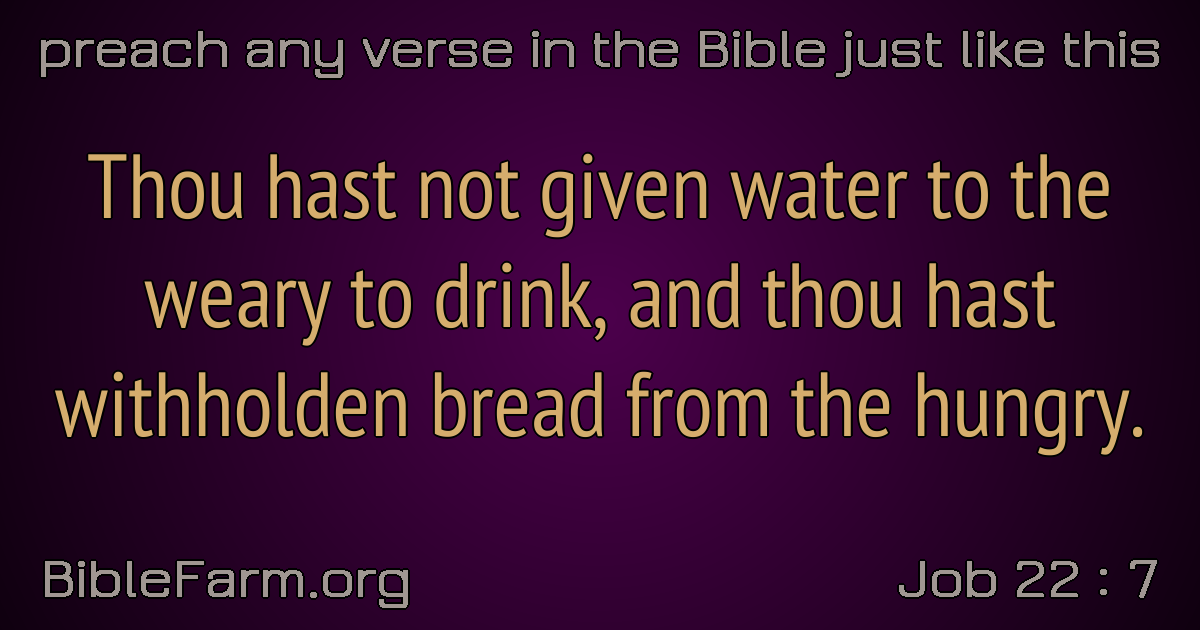 preach any verse in the Bible just like this
Thou hast not given water to the
weary to drink, and thou hast
withholden bread from the hungry.
BibleFarm.org
Job 22 : 7